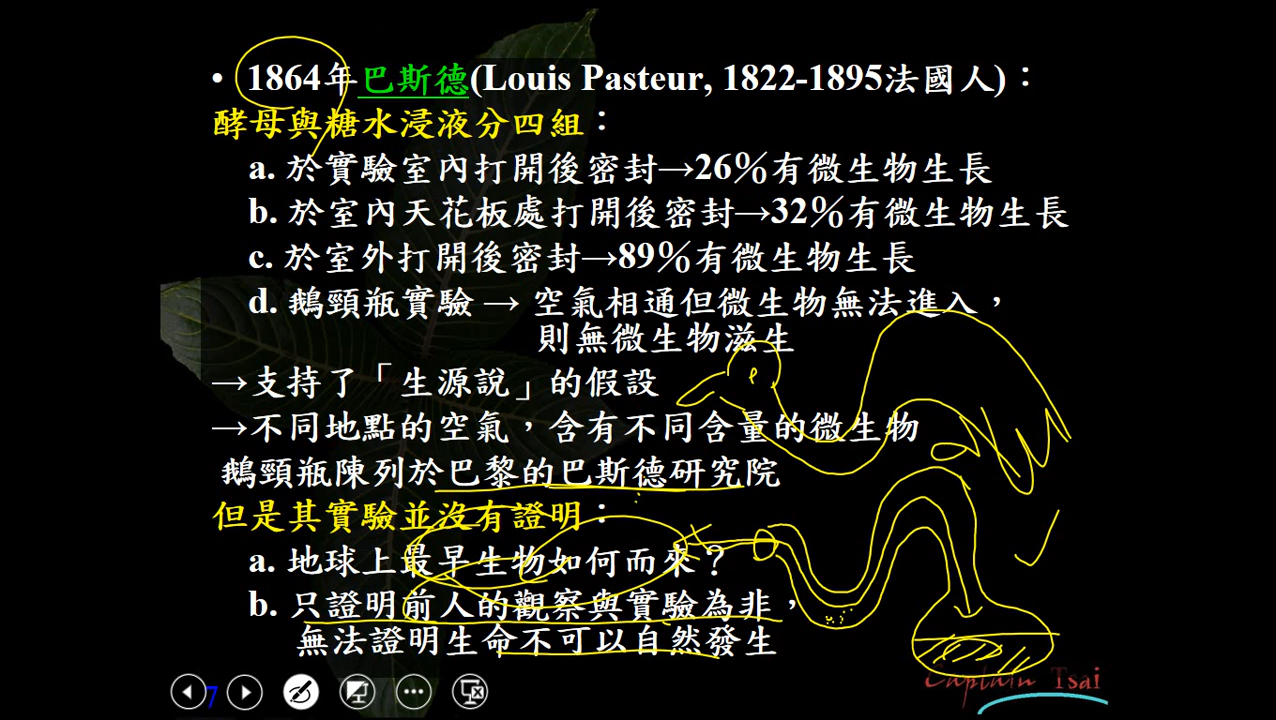 • 1864年巴斯德(Louis Pasteur, 1822-1895法國人)：
酵母與糖水浸液分四組：
a. 於實驗室內打開後密封→26%有微生物生長
b. 於室內天花板處打開後密封→32%有微生物生長
c. 於室外打開後密封→89%有微生物生長
d. 鵝頸瓶實驗 → 空氣相通但微生物無法進入，
則無微生物滋生
→支持了「生源說」的假設
→不同地點的空氣，含有不同含量的微生物
鵝頸瓶陳列於巴黎的巴斯德研究院
但是其實驗並沒有證明：
a. 地球上最早生物如何而來？
b. 只證明前人的觀察與實驗為非，
無法證明生命不可以自然發生
7
Captain Tsai